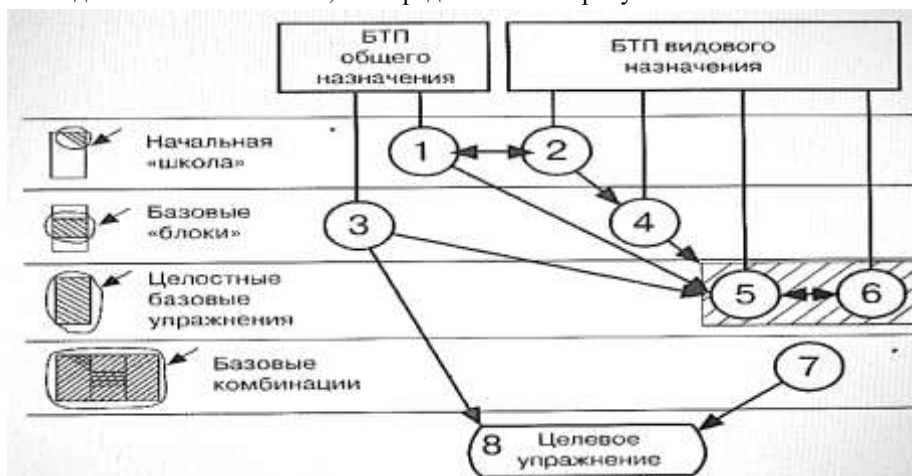 БТП
общего
назначения
БТП видового
назначения
Начальная
«школа»
1
2
Базовые
«блоки»
3
4
Целостные
базовые
упражнения
5
6
Базовые
комбинации
7
8 Целевое
упражнение